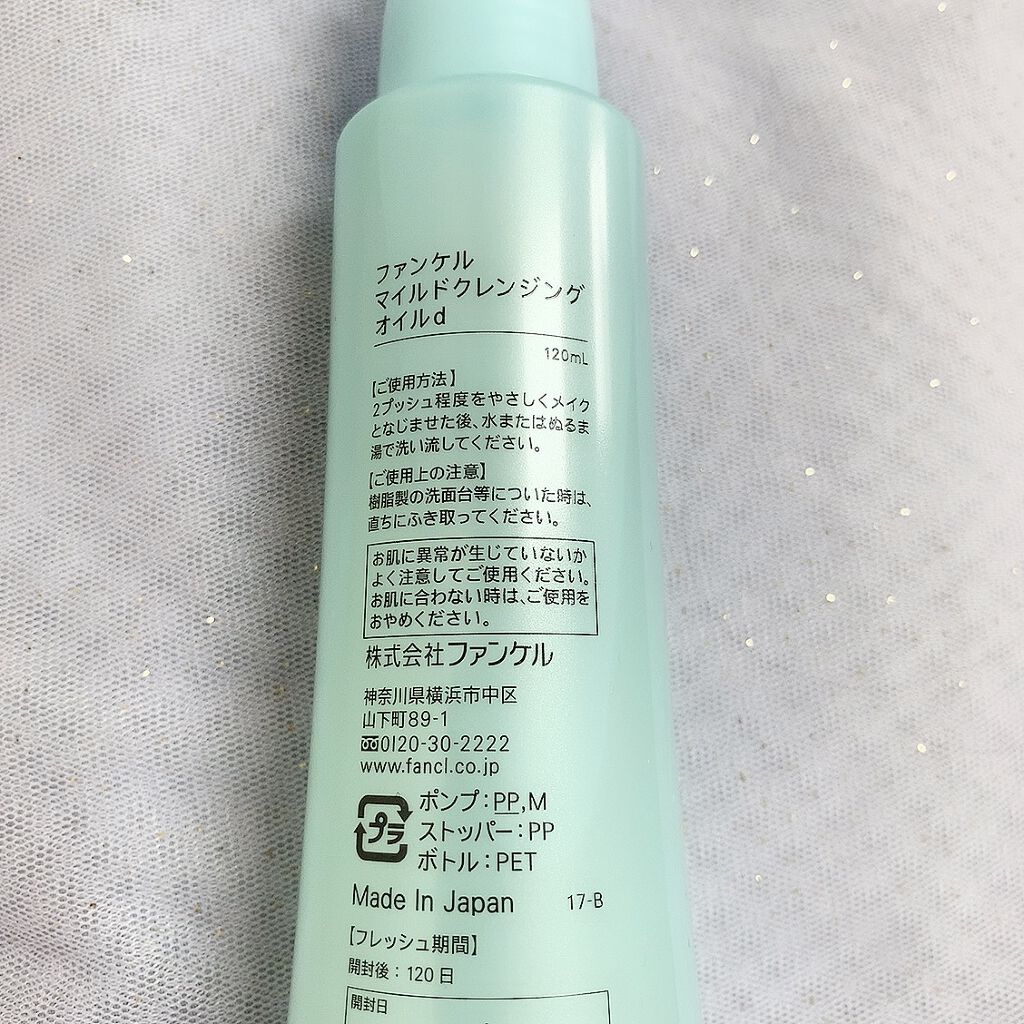 ファンケル
マイルドクレンジング
オイルd
120mL
【ご使用方法】
2プッシュ程度をやさしくメイク
となじませた後、水またはぬるま
湯で洗い流してください。
【ご使用上の注意】
樹脂製の洗面台等についた時は、
直ちにふき取ってください。
お肌に異常が生じていないか
よく注意してご使用ください。
お肌に合わない時は、ご使用を
おやめください。
株式会社ファンケル
神奈川県横浜市中区
山下町89-1
0120-30-2222
www.fancl.co.jp
プラ
ポンプ:PP,M
ストッパー:PP
ボトル:PET
Made In Japan 17-B
【フレッシュ期間】
開封後:120日
開封日